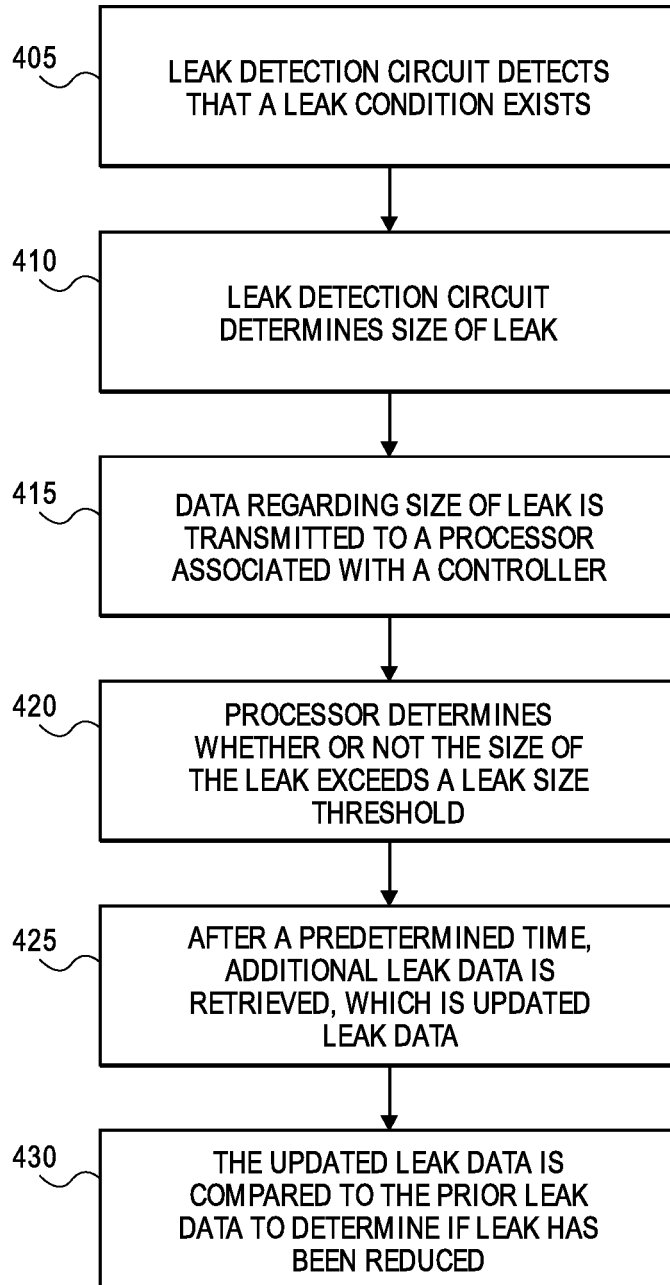 405
LEAK DETECTION CIRCUIT DETECTS
THAT A LEAK CONDITION EXISTS
410
LEAK DETECTION CIRCUIT
DETERMINES SIZE OF LEAK
415
DATA REGARDING SIZE OF LEAK IS
TRANSMITTED TO A PROCESSOR
ASSOCIATED WITH A CONTROLLER
420
PROCESSOR DETERMINES
WHETHER OR NOT THE SIZE OF
THE LEAK EXCEEDS A LEAK SIZE
THRESHOLD
425
AFTER A PREDETERMINED TIME,
ADDITIONAL LEAK DATA IS
RETRIEVED, WHICH IS UPDATED
LEAK DATA
430
THE UPDATED LEAK DATA IS
COMPARED TO THE PRIOR LEAK
DATA TO DETERMINE IF LEAK HAS
BEEN REDUCED